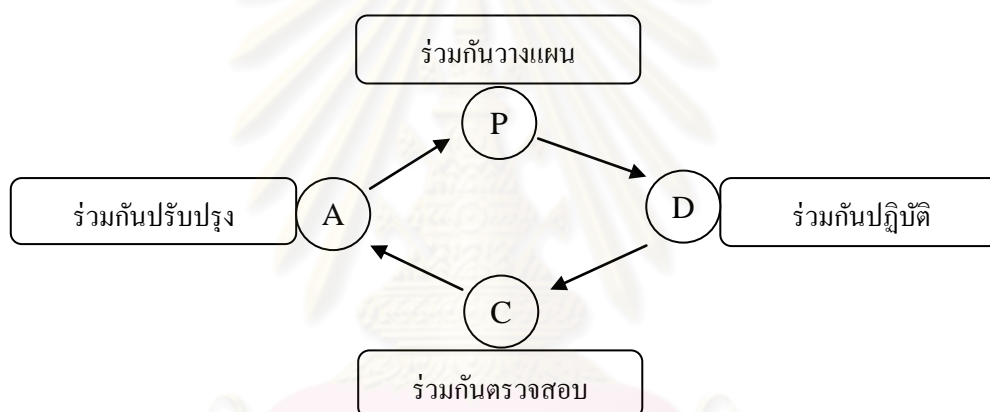 ร่วมกันวางแผน
P
ร่วมกันปรับปรุง
A
D
ร่วมกันปฏิบัติ
C
ร่วมกันตรวจสอบ